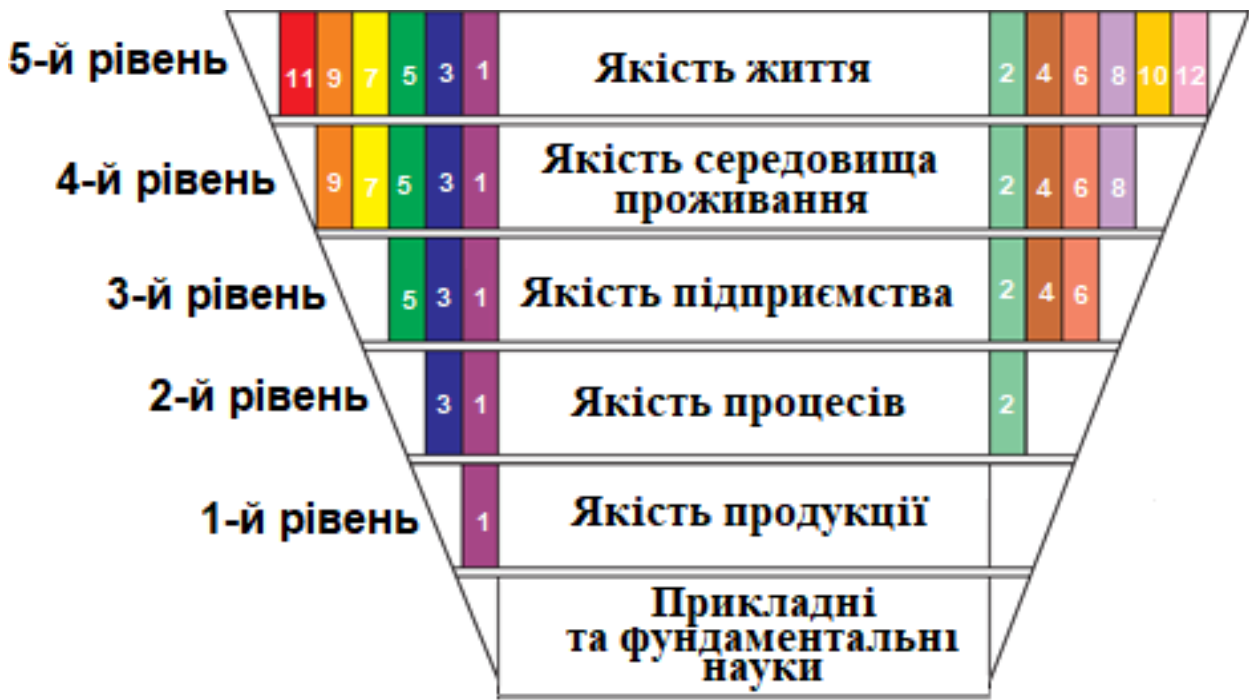 5-й рівень 11 9 7 5 3 1 Якість життя 2 4 6 8 10 12
4-й рівень 9 7 5 3 1 Якість середовища
проживання 2 4 6 8
3-й рівень 5 3 1 Якість підприємства 2 4 6
2-й рівень 3 1 Якість процесів 2
1-й рівень 1 Якість продукції
Прикладні
та фундаментальні
науки